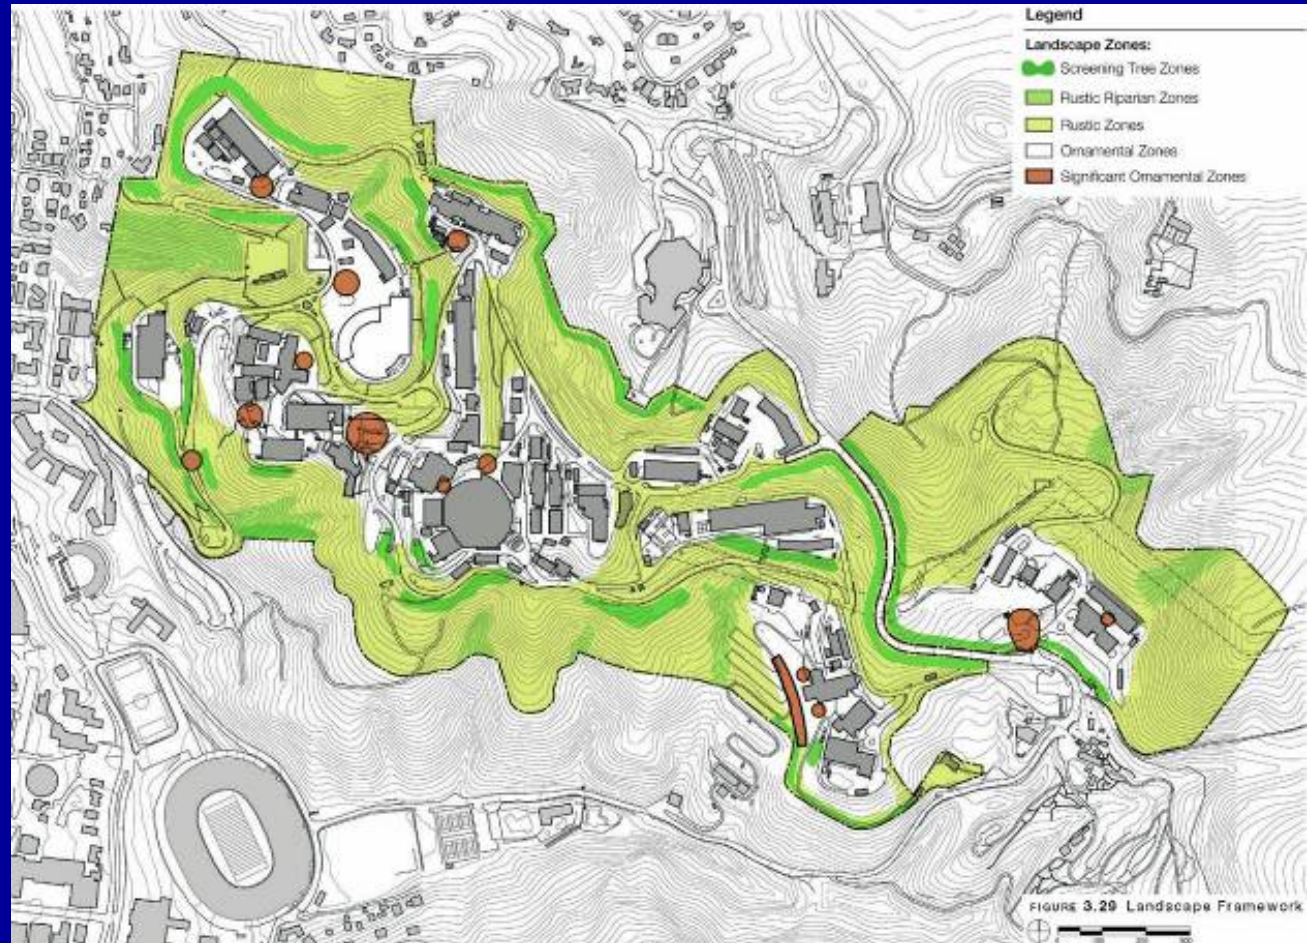 Legend
Landscape Zones:
Screening Tree Zones
Rustic Riparian Zones
Rustic Zones
Ornamental Zones
Significant Ornamental Zones
FIGURE 3.29 Landscape Framework